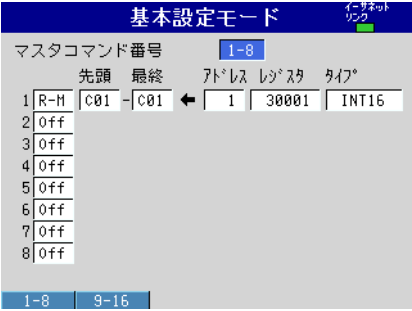 基本設定モード
イーサネット
リンク
マスタコマンド番号 1-8
先頭 最終 アドレス レジスタ タイプ
1 R-M C01 - C01 ← 1 30001 INT16
2 Off
3 Off
4 Off
5 Off
6 Off
7 Off
8 Off
1-8 9-16